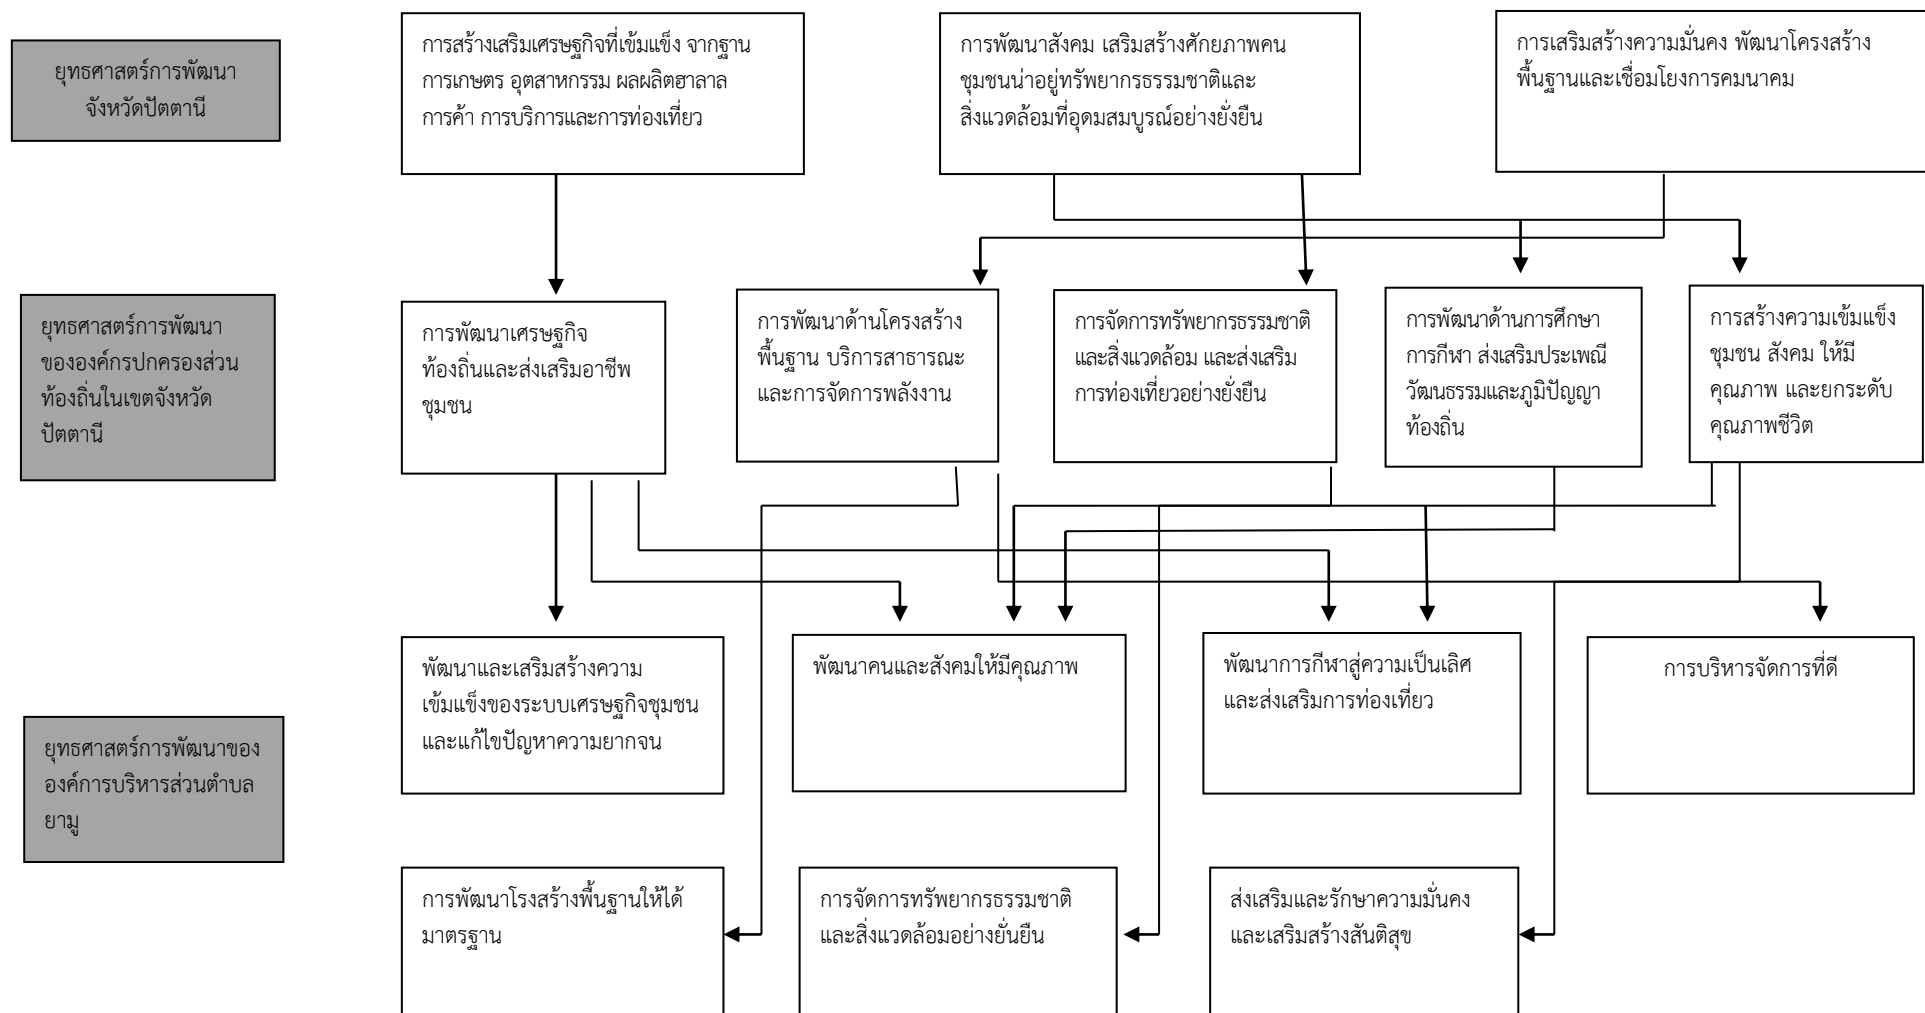 ยุทธศาสตร์การพัฒนา
จังหวัดปัตตานี
การสร้างเสริมเศรษฐกิจที่เข้มแข็ง จากฐาน
การเกษตร อุตสาหกรรม ผลผลิตฮาลาล
การค้า การบริการและการท่องเที่ยว
การพัฒนาสังคม เสริมสร้างศักยภาพคน
ชุมชนน่าอยู่ทรัพยากรธรรมชาติและ
สิ่งแวดล้อมที่อุดมสมบูรณ์อย่างยั่งยืน
การเสริมสร้างความมั่นคง พัฒนาโครงสร้าง
พื้นฐานและเชื่อมโยงการคมนาคม
ยุทธศาสตร์การพัฒนา
ขององค์กรปกครองส่วน
ท้องถิ่นในเขตจังหวัด
ปัตตานี
การพัฒนาเศรษฐกิจ
ท้องถิ่นและส่งเสริมอาชีพ
ชุมชน
การพัฒนาด้านโครงสร้าง
พื้นฐาน บริการสาธารณะ
และการจัดการพลังงาน
การจัดการทรัพยากรธรรมชาติ
และสิ่งแวดล้อม และส่งเสริม
การท่องเที่ยวอย่างยั่งยืน
การพัฒนาด้านการศึกษา
การกีฬา ส่งเสริมประเพณี
วัฒนธรรมและภูมิปัญญา
ท้องถิ่น
การสร้างความเข้มแข็ง
ชุมชน สังคม ให้มี
คุณภาพ และยกระดับ
คุณภาพชีวิต
ยุทธศาสตร์การพัฒนาของ
องค์การบริหารส่วนตำบล
ยามู
พัฒนาและเสริมสร้างความ
เข้มแข็งของระบบเศรษฐกิจชุมชน
และแก้ไขปัญหาความยากจน
พัฒนาคนและสังคมให้มีคุณภาพ
พัฒนาการกีฬาสู่ความเป็นเลิศ
และส่งเสริมการท่องเที่ยว
การบริหารจัดการที่ดี
การพัฒนาโรงสร้างพื้นฐานให้ได้
มาตรฐาน
การจัดการทรัพยากรธรรมชาติ
และสิ่งแวดล้อมอย่างยั่นยืน
ส่งเสริมและรักษาความมั่นคง
และเสริมสร้างสันติสุข